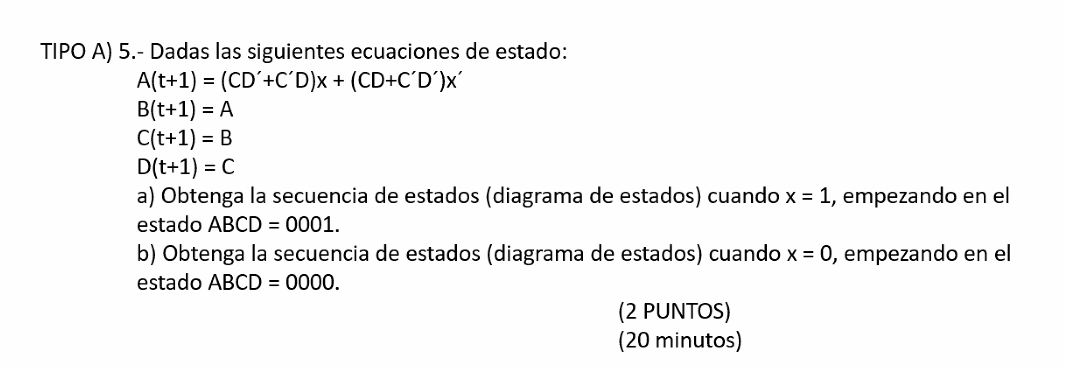 TIPO A) 5.- Dadas las siguientes ecuaciones de estado:
A(t+1) = (CD´+C´D)x + (CD+C´D´)x´
B(t+1) = A
C(t+1) = B
D(t+1) = C
a) Obtenga la secuencia de estados (diagrama de estados) cuando x = 1, empezando en el
estado ABCD = 0001.
b) Obtenga la secuencia de estados (diagrama de estados) cuando x = 0, empezando en el
estado ABCD = 0000.
(2 PUNTOS)
(20 minutos)